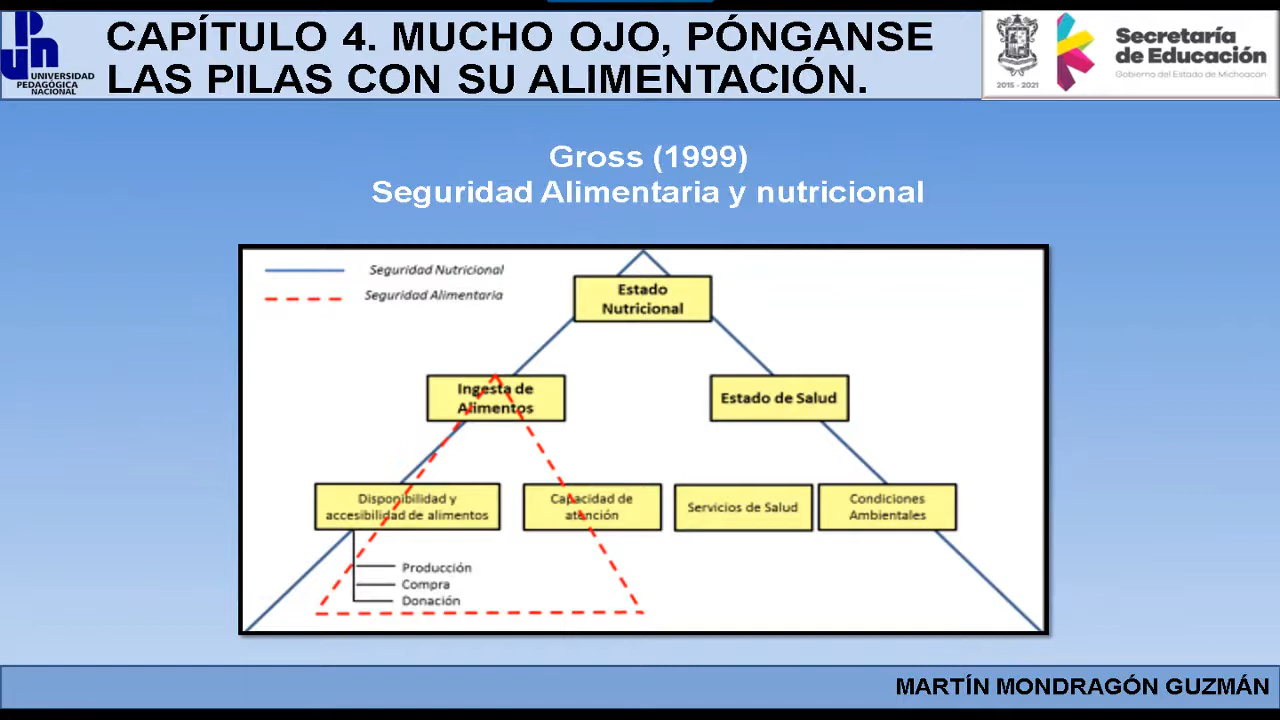 CAPÍTULO 4. MUCHO OJO, PÓNGANSE
LAS PILAS CON SU ALIMENTACIÓN.
UNIVERSIDAD
PEDAGÓGICA
NACIONAL
2015 - 2021
Secretaría
de Educación
Gobierno del Estado de Michoacan
Gross (1999)
Seguridad Alimentaria y nutricional
Seguridad Nutricional
Seguridad Alimentaria
Estado
Nutricional
Ingesta de
Alimentos
Estado de Salud
Disponibilidad y
accesibilidad de alimentos
Capacidad de
atención
Servicios de Salud
Condiciones
Ambientales
Producción
Compra
Donación
MARTÍN MONDRAGÓN GUZMÁN